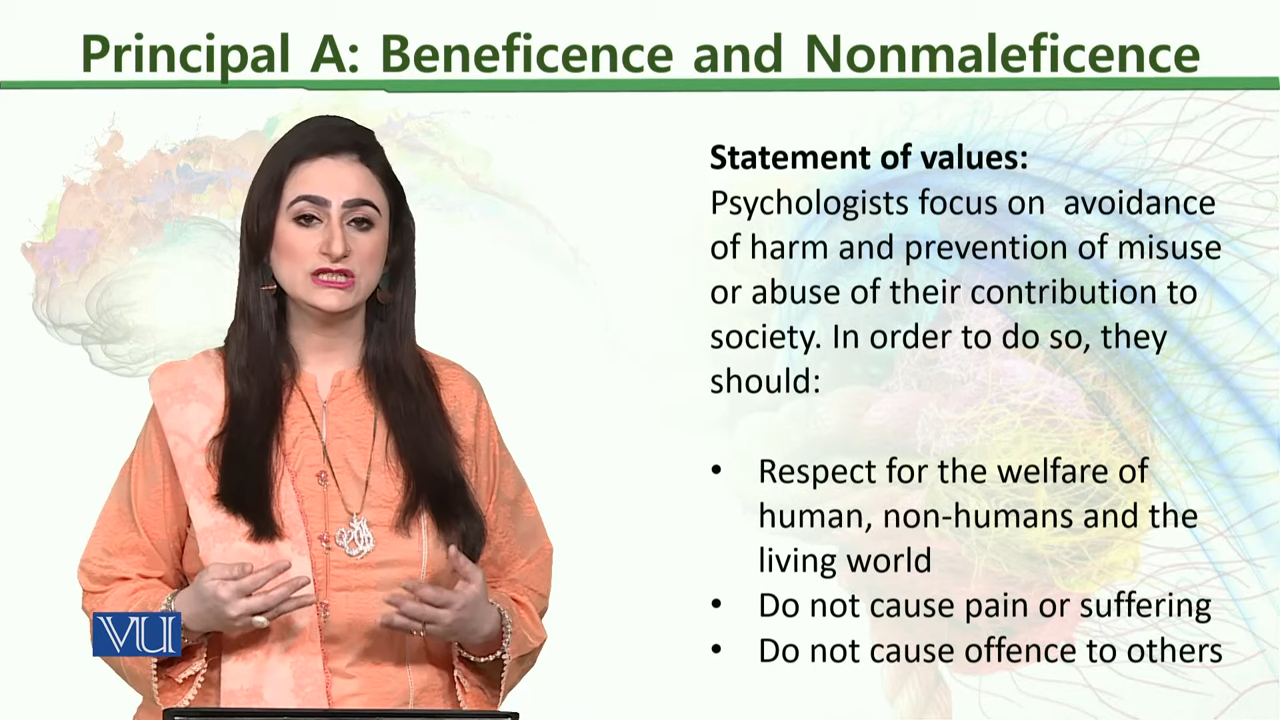 Principal A: Beneficence and Nonmaleficence
Statement of values:
Psychologists focus on avoidance
of harm and prevention of misuse
or abuse of their contribution to
society. In order to do so, they
should:
• Respect for the welfare of
human, non-humans and the
living world
• Do not cause pain or suffering
• Do not cause offence to others
VU